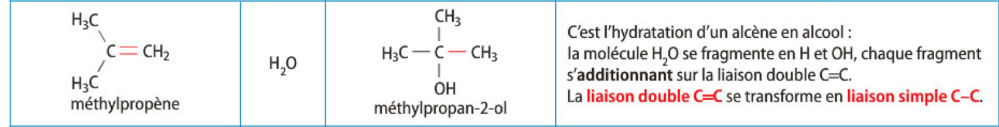 H₃C
C=CH₂
H₃C
méthylpropène
H₂O
CH₃
H₃C—C—CH₃
OH
méthylpropan-2-ol
C'est l'hydratation d'un alcène en alcool :
la molécule H₂O se fragmente en H et OH, chaque fragment
s'additionnant sur la liaison double C=C.
La liaison double C=C se transforme en liaison simple C–C.